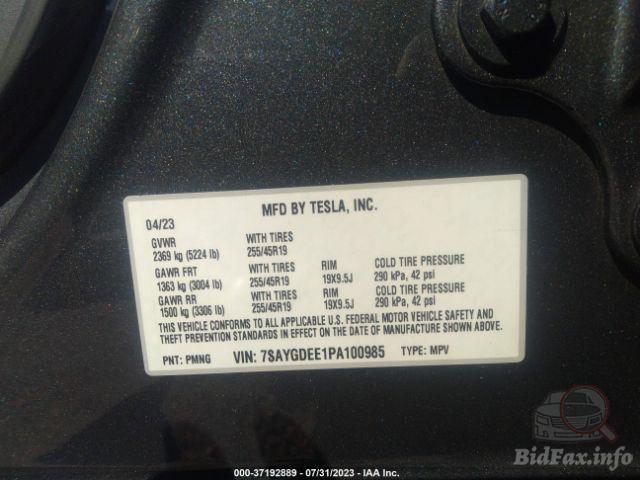 04/23 MFD BY TESLA, INC.
GVWR WITH TIRES
2369 kg (5224 lb) 255/45R19
GAWR FRT WITH TIRES RIM COLD TIRE PRESSURE
1363 kg (3004 lb) 255/45R19 19X9.5J 290 kPa, 42 psi
GAWR RR WITH TIRES RIM COLD TIRE PRESSURE
1500 kg (3306 lb) 255/45R19 19X9.5J 290 kPa, 42 psi
THIS VEHICLE CONFORMS TO ALL APPLICABLE U.S. FEDERAL MOTOR VEHICLE SAFETY AND
THEFT PREVENTION STANDARDS IN EFFECT ON THE DATE OF MANUFACTURE SHOWN ABOVE.
PNT: PMNG VIN: 7SAYGDEE1PA100985 TYPE: MPV
BidFax.info
000-37192889 - 07/31/2023 - IAA Inc.